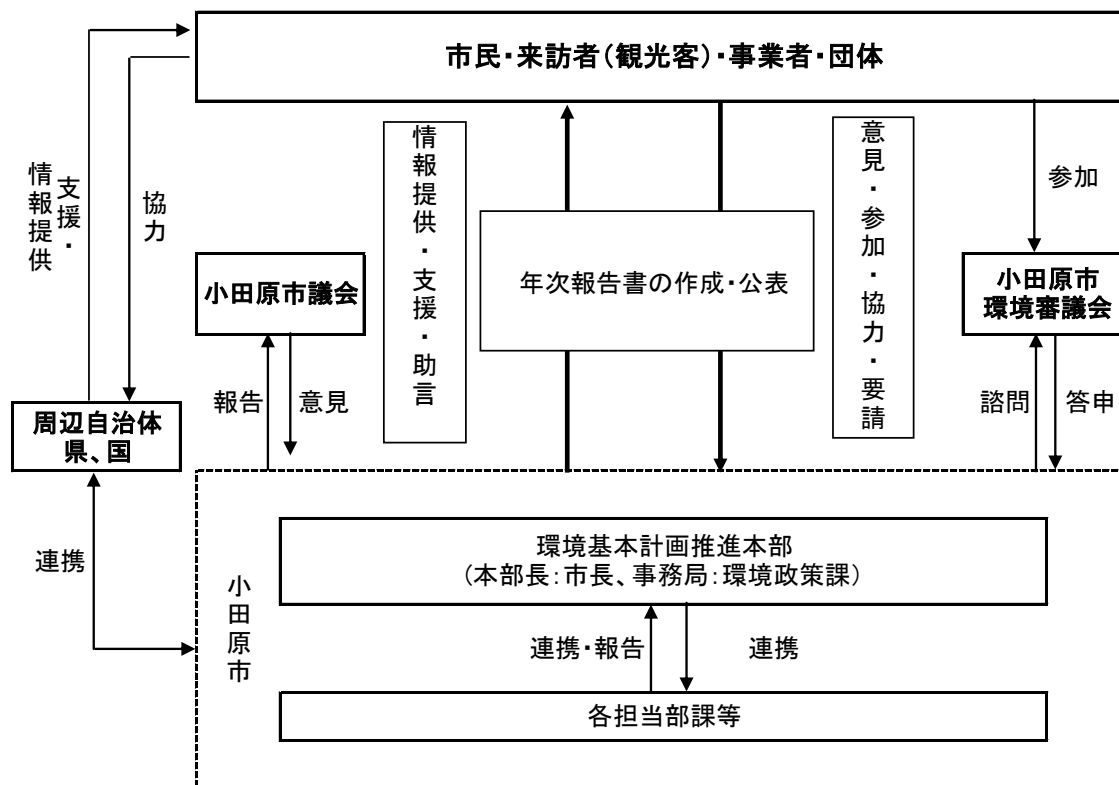 市民・来訪者（観光客）・事業者・団体
支援・
情報提供
協力
情報提供・支援・助言
意見・参加・協力・要請
参加
年次報告書の作成・公表
小田原市議会
小田原市
環境審議会
報告
意見
諮問
答申
周辺自治体
県、国
連携
小田原市
環境基本計画推進本部
（本部長：市長、事務局：環境政策課）
連携・報告
連携
各担当部課等